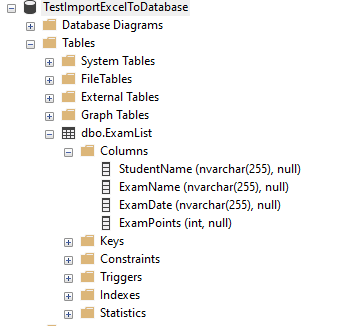 TestImportExcelToDatabase
Database Diagrams
Tables
System Tables
FileTables
External Tables
Graph Tables
dbo.ExamList
Columns
StudentName (nvarchar(255), null)
ExamName (nvarchar(255), null)
ExamDate (nvarchar(255), null)
ExamPoints (int, null)
Keys
Constraints
Triggers
Indexes
Statistics